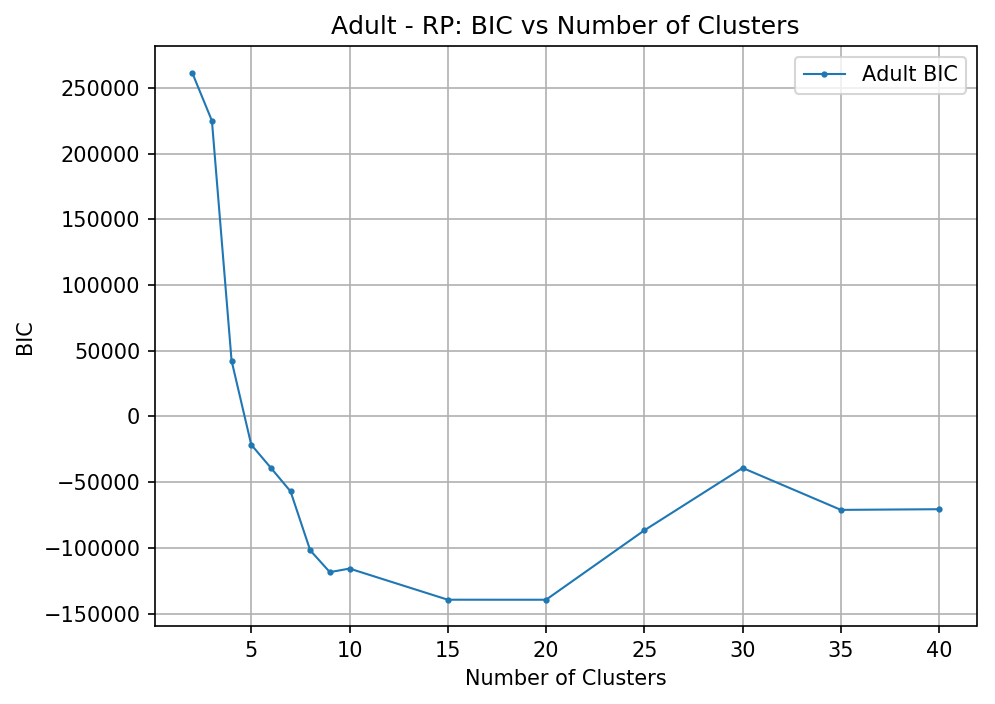 Adult - RP: BIC vs Number of Clusters
Adult BIC
BIC
250000
200000
150000
100000
50000
0
−50000
−100000
−150000
5 10 15 20 25 30 35 40
Number of Clusters